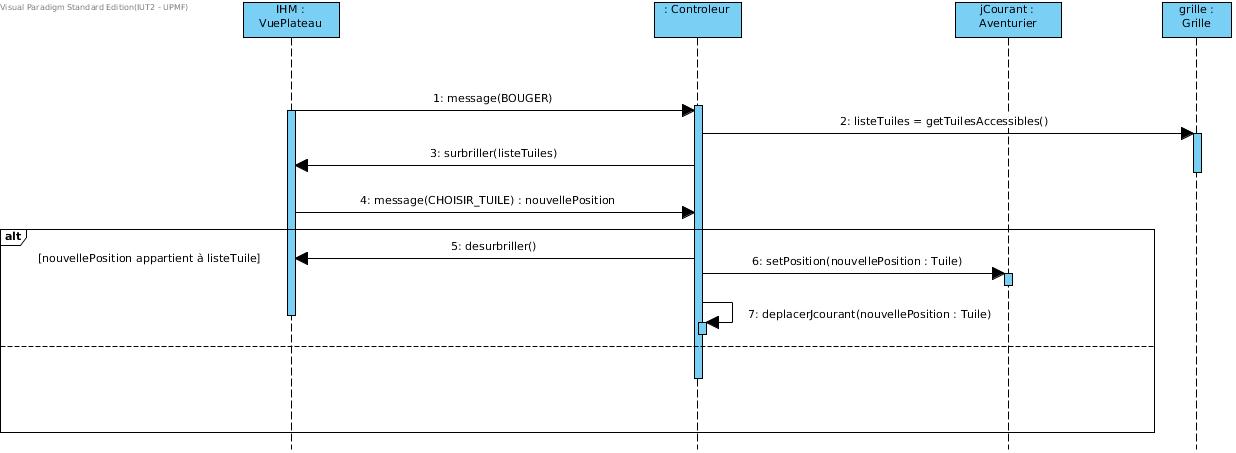 Visual Paradigm Standard Edition(IUT2 - UPMF)
IHM :
VuePlateau
: Controleur
jCourant :
Aventurier
grille :
Grille
1: message(BOUGER)
2: listeTuiles = getTuilesAccessibles()
3: surbriller(listeTuiles)
4: message(CHOISIR_TUILE) : nouvellePosition
alt
5: desurbriller()
[nouvellePosition appartient à listeTuile]
6: setPosition(nouvellePosition : Tuile)
7: deplacerJcourant(nouvellePosition : Tuile)